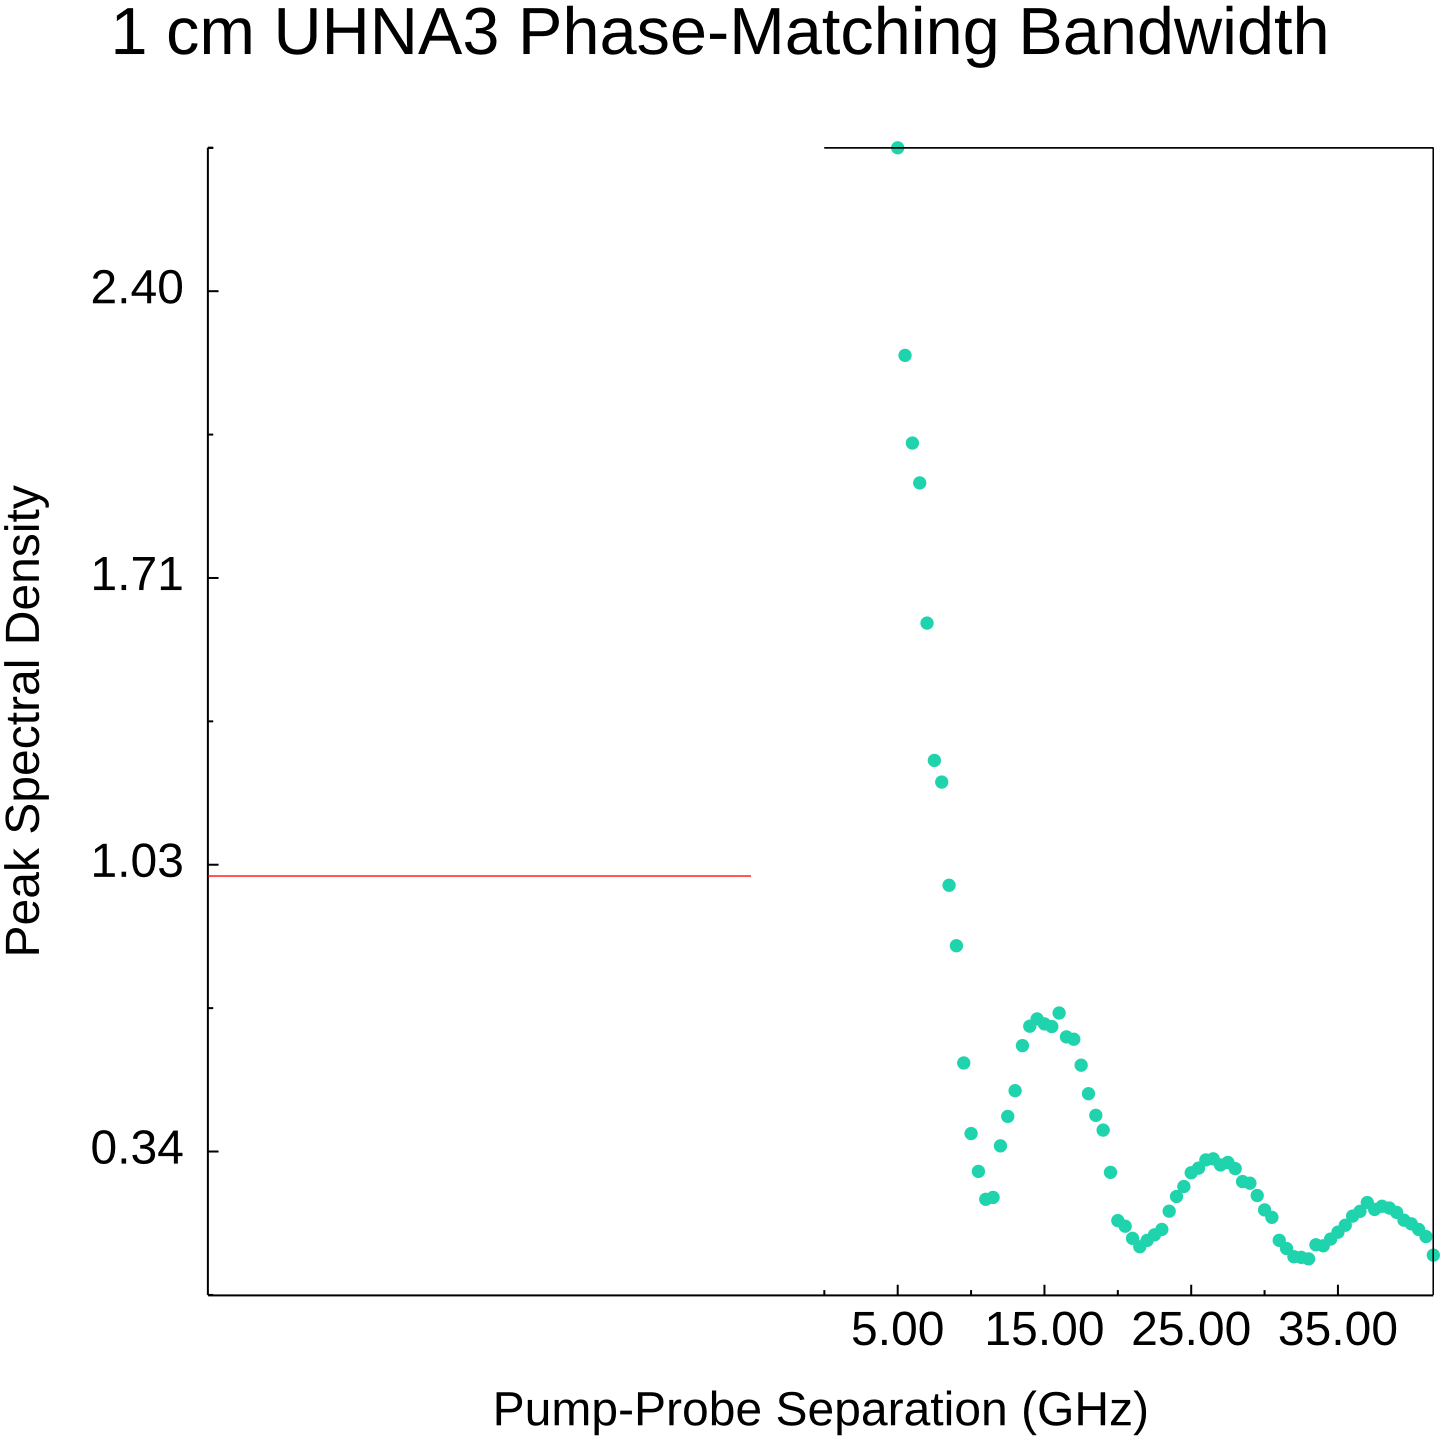 1 cm UHNA3 Phase-Matching Bandwidth
Peak Spectral Density
2.40
1.71
1.03
0.34
5.00 15.00 25.00 35.00
Pump-Probe Separation (GHz)